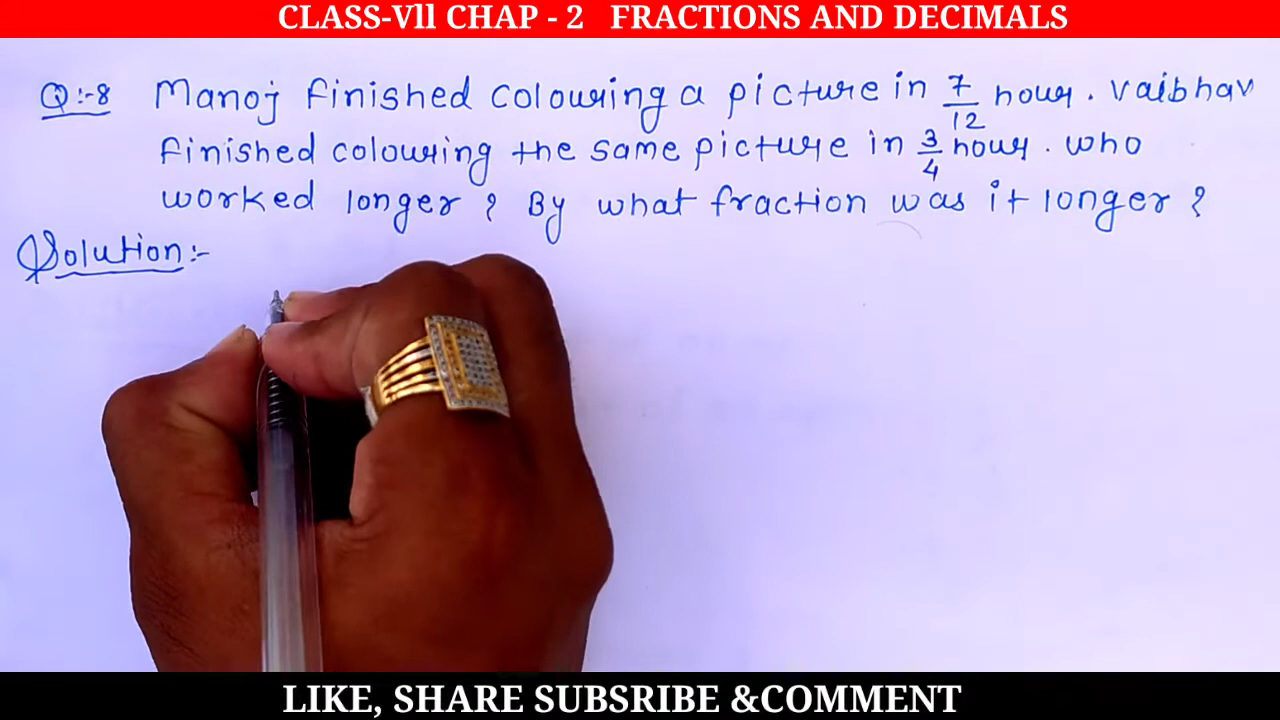 CLASS-Vll CHAP - 2 FRACTIONS AND DECIMALS
Q:-8 Manoj finished colouring a picture in 7/12 hour. Vaibhav
finished colouring the same picture in 3/4 hour. who
worked longer ? By what fraction was it longer ?
Solution:-
LIKE, SHARE SUBSRIBE &COMMENT